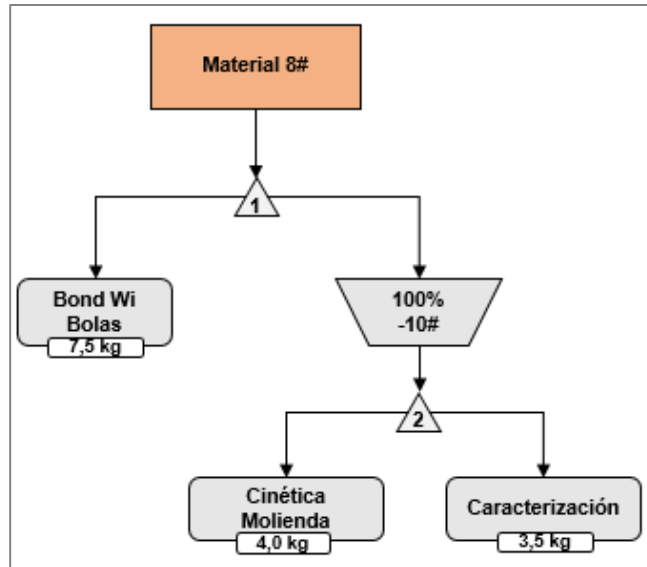 Material 8#
1
Bond Wi
Bolas
7,5 kg
100%
-10#
2
Cinética
Molienda
4,0 kg
Caracterización
3,5 kg